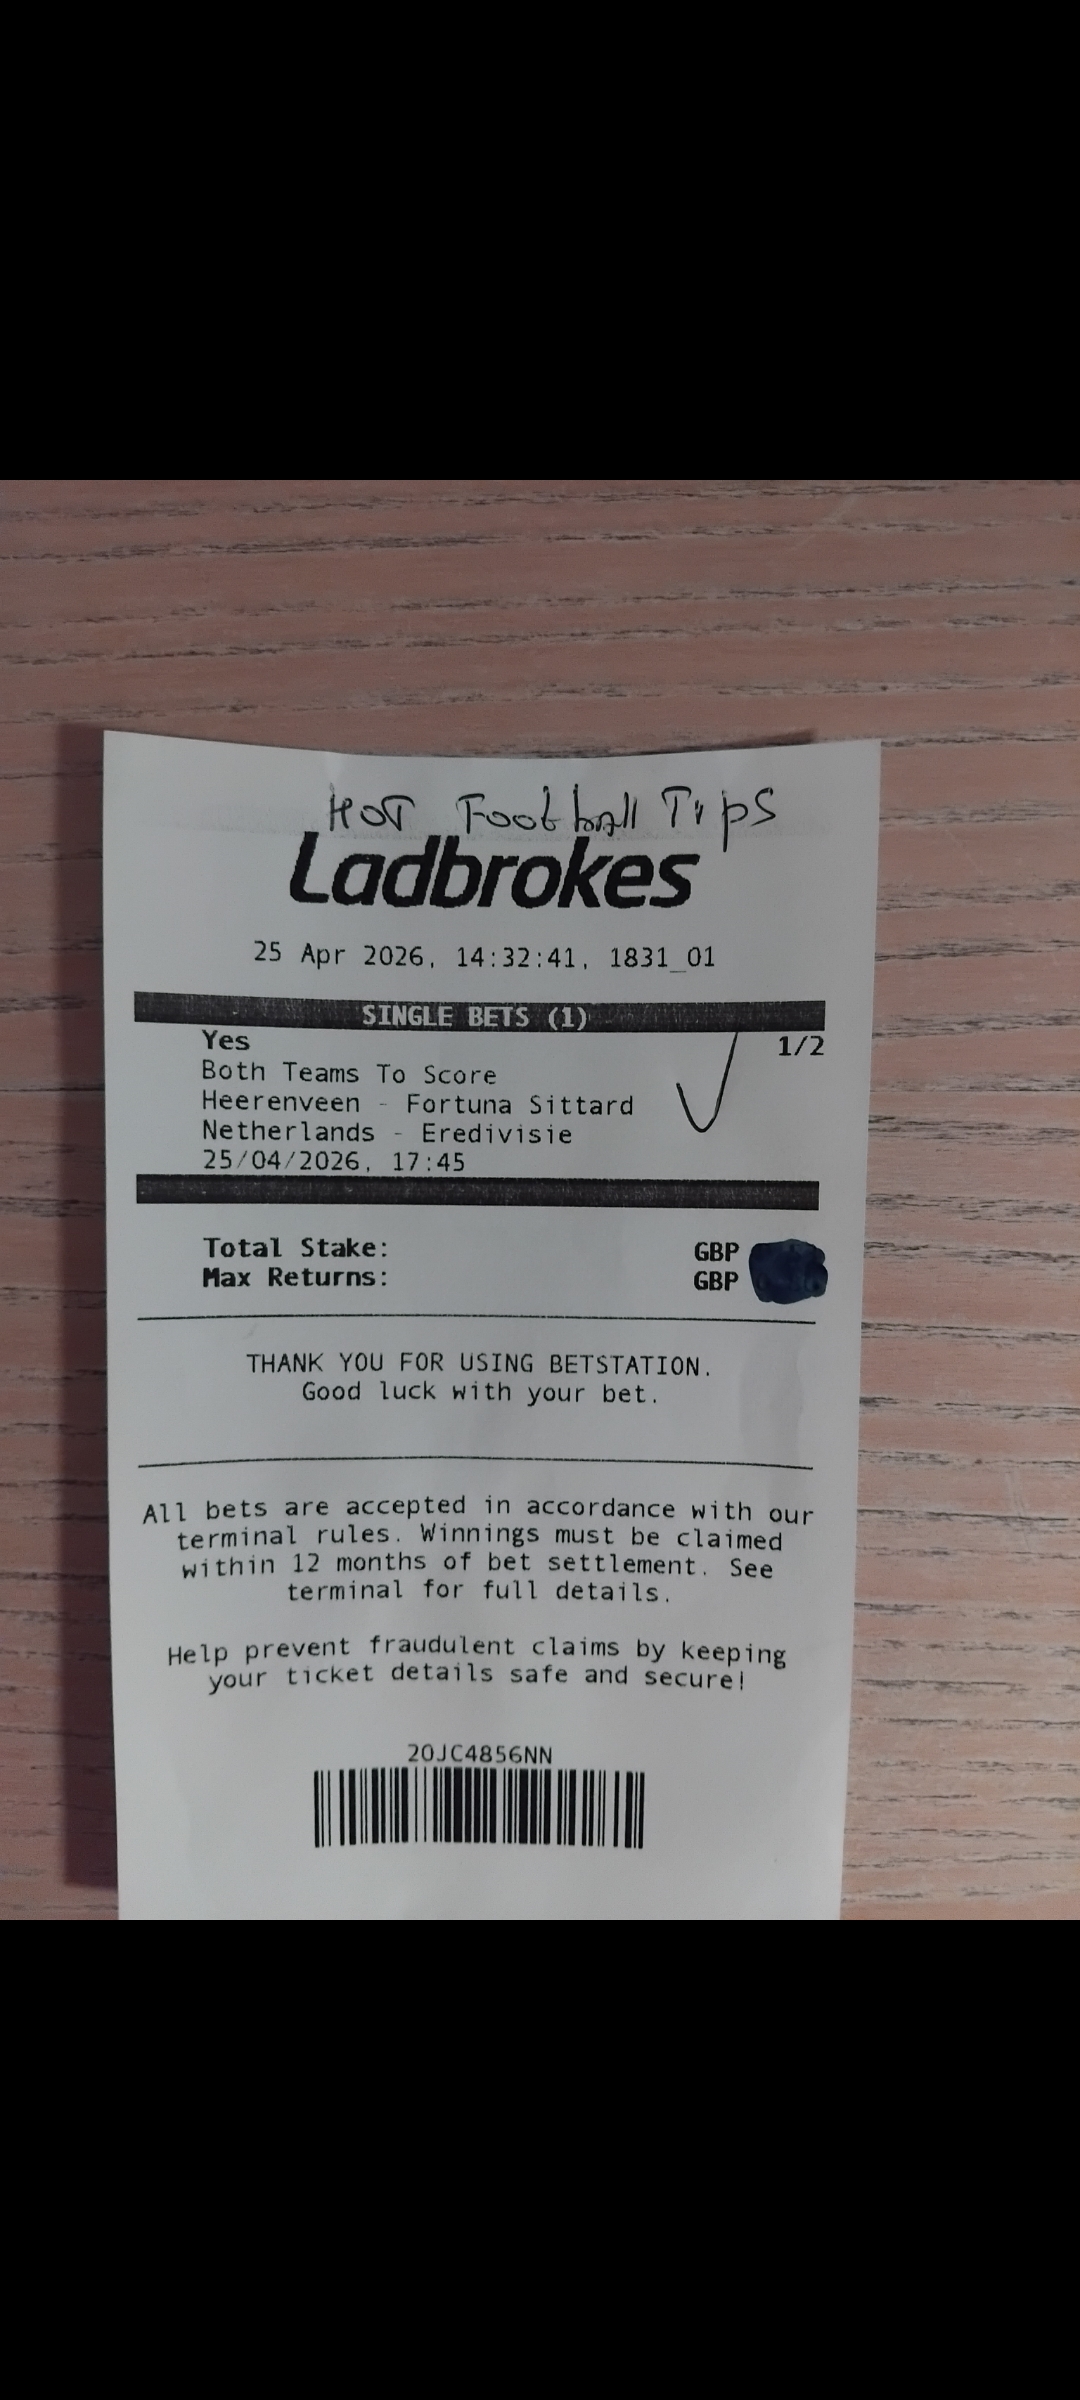 HOT Football Tips
Ladbrokes
25 Apr 2026, 14:32:41, 1831_01
SINGLE BETS (1)
Yes 1/2
Both Teams To Score
Heerenveen - Fortuna Sittard
Netherlands - Eredivisie
25/04/2026, 17:45
Total Stake: GBP
Max Returns: GBP
THANK YOU FOR USING BETSTATION.
Good luck with your bet.
All bets are accepted in accordance with our
terminal rules. Winnings must be claimed
within 12 months of bet settlement. See
terminal for full details.
Help prevent fraudulent claims by keeping
your ticket details safe and secure!
20JC4856NN